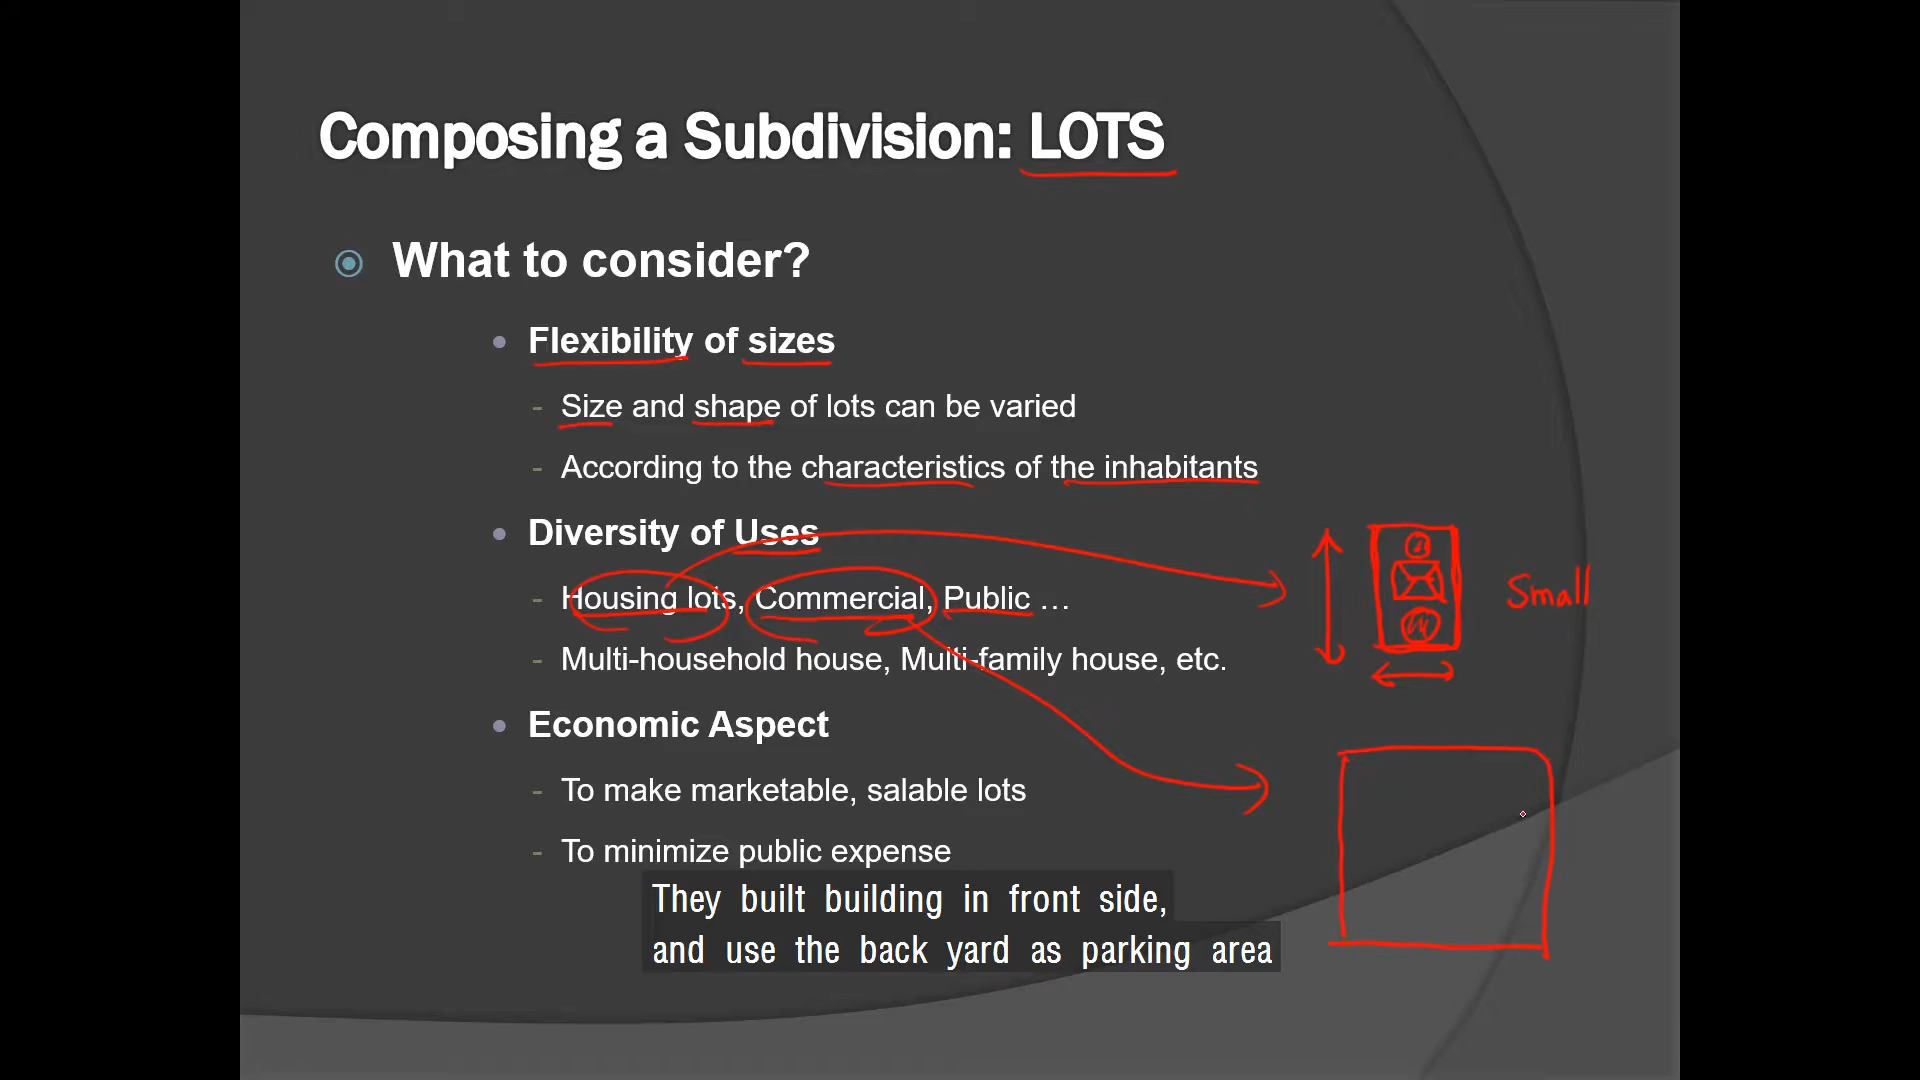 Composing a Subdivision: LOTS
What to consider?
Flexibility of sizes
- Size and shape of lots can be varied
- According to the characteristics of the inhabitants
Diversity of Uses
- Housing lots, Commercial, Public ...
- Multi-household house, Multi-family house, etc.
Small
Economic Aspect
- To make marketable, salable lots
- To minimize public expense
They built building in front side,
and use the back yard as parking area